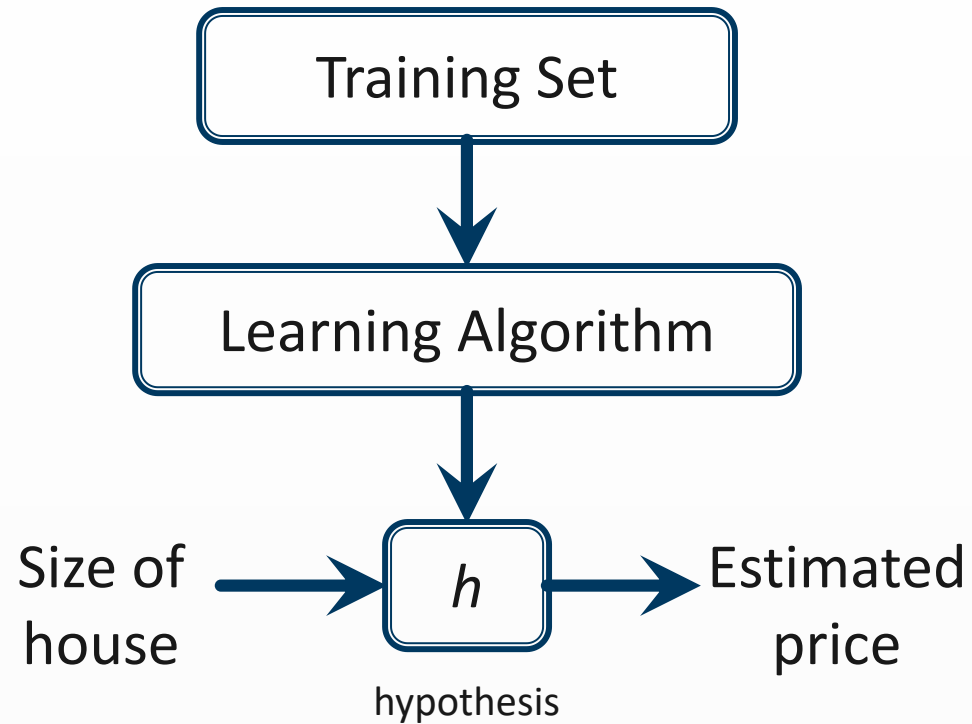 Training Set
Learning Algorithm
Size of
house
h
Estimated
price
hypothesis